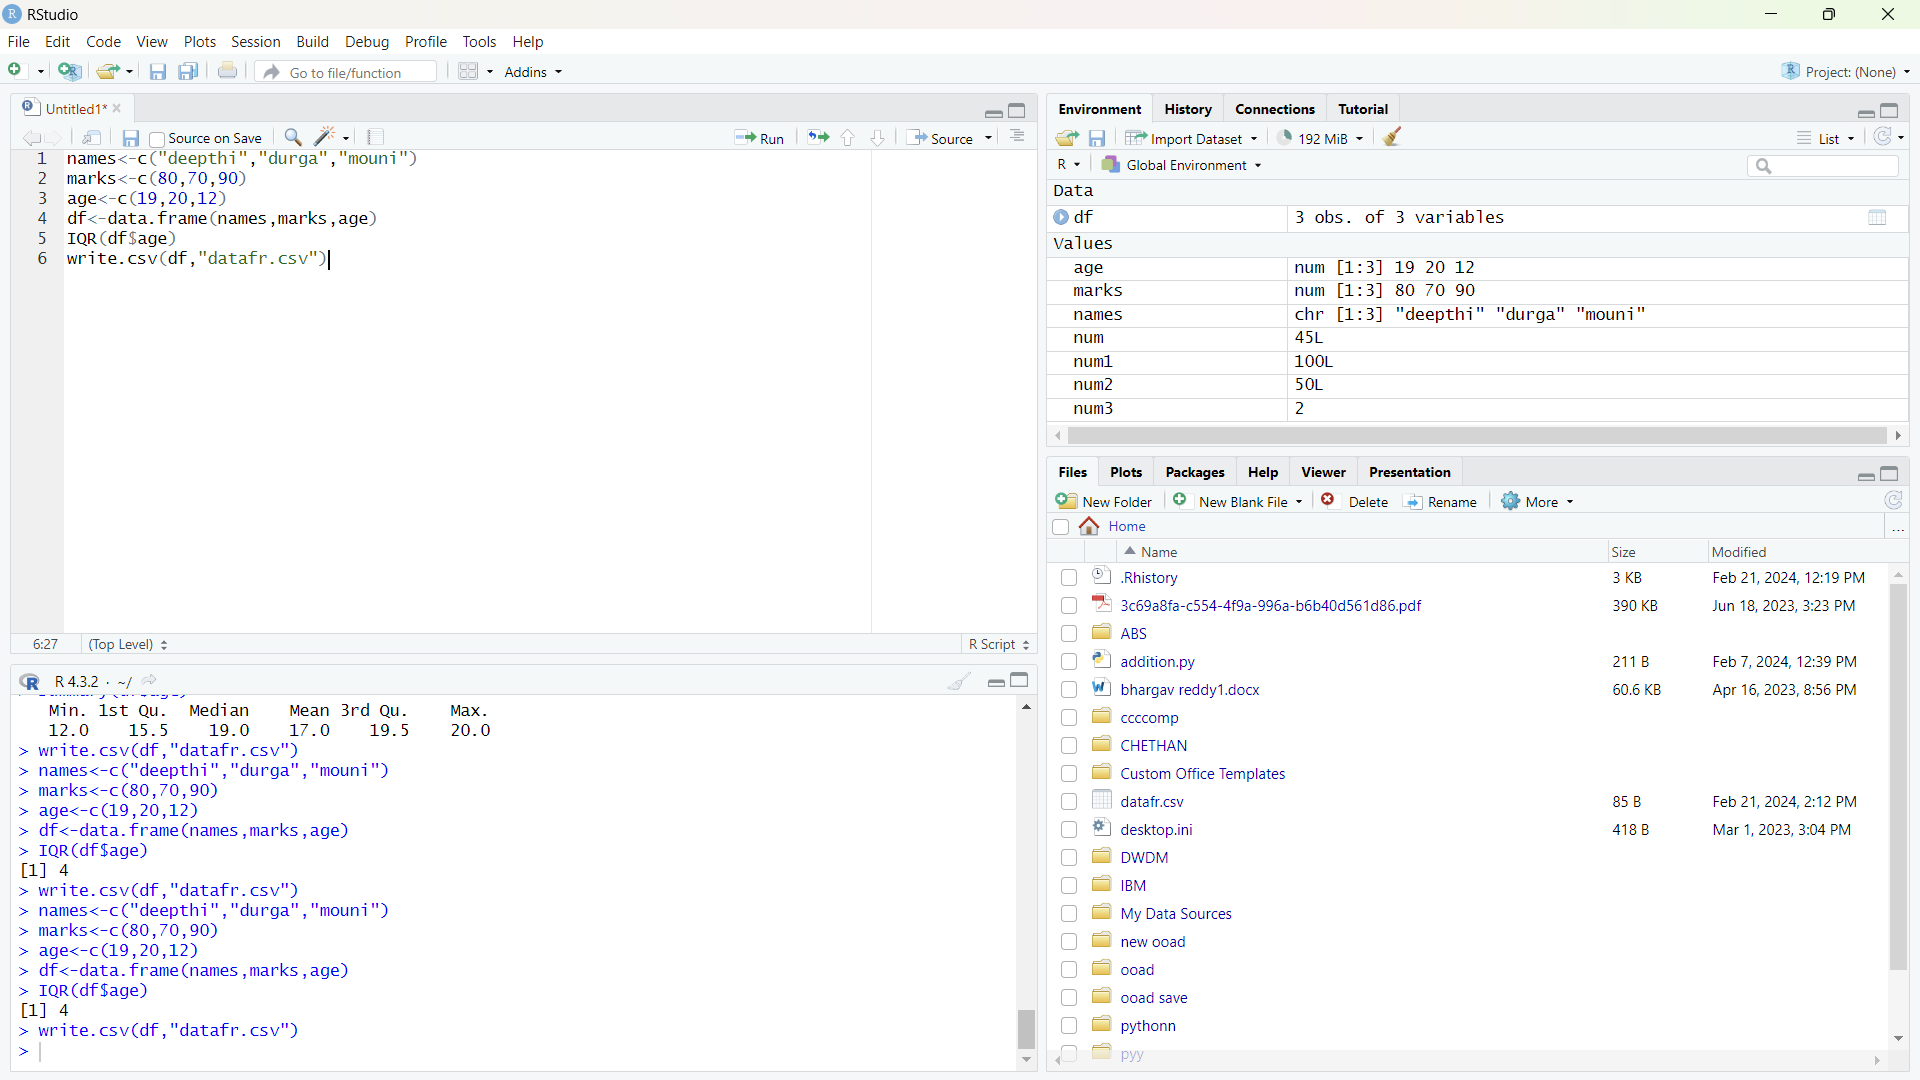 RStudio
File Edit Code View Plots Session Build Debug Profile Tools Help
Go to file/function Addins Project: (None)
Untitled1*
Source on Save Run Source
1 names<-c("deepthi","durga","mouni")
2 marks<-c(80,70,90)
3 age<-c(19,20,12)
4 df<-data.frame(names,marks,age)
5 IQR(df$age)
6 write.csv(df,"datafr.csv")
6:27 (Top Level) R Script
R 4.3.2 · ~/
Min. 1st Qu. Median Mean 3rd Qu. Max.
12.0 15.5 19.0 17.0 19.5 20.0
> write.csv(df,"datafr.csv")
> names<-c("deepthi","durga","mouni")
> marks<-c(80,70,90)
> age<-c(19,20,12)
> df<-data.frame(names,marks,age)
> IQR(df$age)
[1] 4
> write.csv(df,"datafr.csv")
> names<-c("deepthi","durga","mouni")
> marks<-c(80,70,90)
> age<-c(19,20,12)
> df<-data.frame(names,marks,age)
> IQR(df$age)
[1] 4
> write.csv(df,"datafr.csv")
>
Environment History Connections Tutorial
Import Dataset 192 MiB List
R Global Environment
Data
df 3 obs. of 3 variables
Values
age num [1:3] 19 20 12
marks num [1:3] 80 70 90
names chr [1:3] "deepthi" "durga" "mouni"
num 45L
num1 100L
num2 50L
num3 2
Files Plots Packages Help Viewer Presentation
New Folder New Blank File Delete Rename More
Home ...
Name Size Modified
.Rhistory 3 KB Feb 21, 2024, 12:19 PM
3c69a8fa-c554-4f9a-996a-b6b40d561d86.pdf 390 KB Jun 18, 2023, 3:23 PM
ABS
addition.py 211 B Feb 7, 2024, 12:39 PM
bhargav reddy1.docx 60.6 KB Apr 16, 2023, 8:56 PM
ccccomp
CHETHAN
Custom Office Templates
datafr.csv 85 B Feb 21, 2024, 2:12 PM
desktop.ini 418 B Mar 1, 2023, 3:04 PM
DWDM
IBM
My Data Sources
new ooad
ooad
ooad save
pythonn
pyy